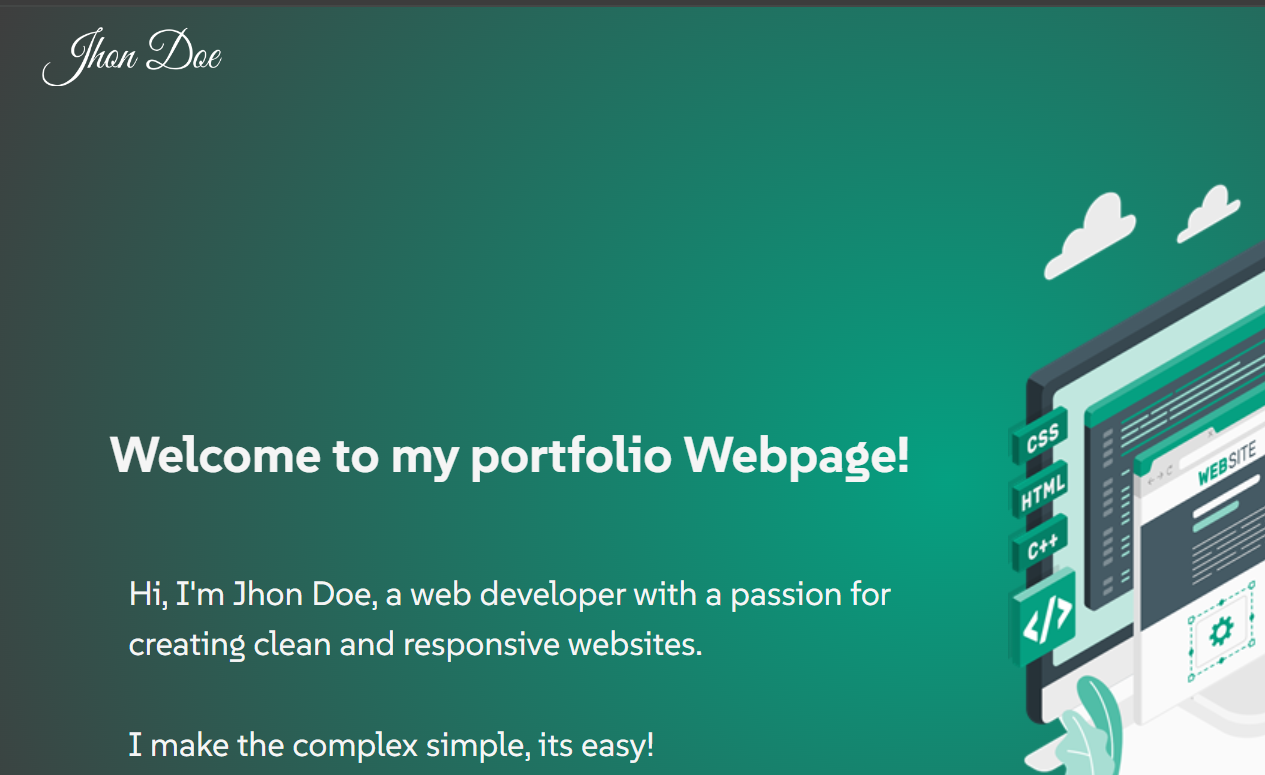 Jhon Doe
Welcome to my portfolio Webpage!
Hi, I'm Jhon Doe, a web developer with a passion for
creating clean and responsive websites.
I make the complex simple, its easy!
CSS
HTML
C++
</>
WEBSITE